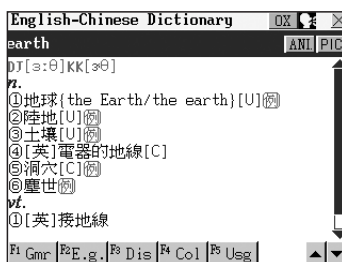 English-Chinese Dictionary OX
earth ANI PIC
DJ[ɜ:θ]KK[ɝθ]
n.
①地球{the Earth/the earth}[U]例
②陸地[U]例
③土壤[U]例
④[英]電器的地線[C]
⑤洞穴[C]例
⑥塵世例
vt.
①[英]接地線
F1 Gmr F2 E.g. F3 Dis F4 Col F5 Usg